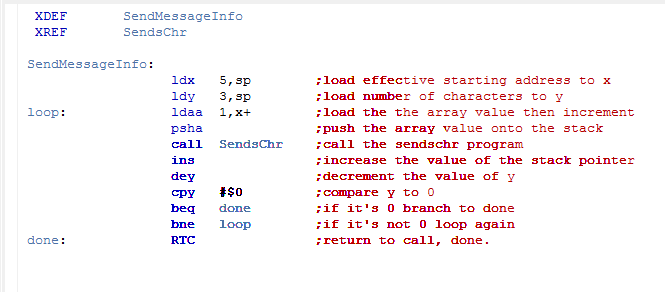 XDEF SendMessageInfo
XREF SendsChr
SendMessageInfo:
ldx 5,sp ;load effective starting address to x
ldy 3,sp ;load number of characters to y
loop: ldaa 1,x+ ;load the the array value then increment
psha ;push the array value onto the stack
call SendsChr ;call the sendschr program
ins ;increase the value of the stack pointer
dey ;decrement the value of y
cpy #$0 ;compare y to 0
beq done ;if it's 0 branch to done
bne loop ;if it's not 0 loop again
done: RTC ;return to call, done.